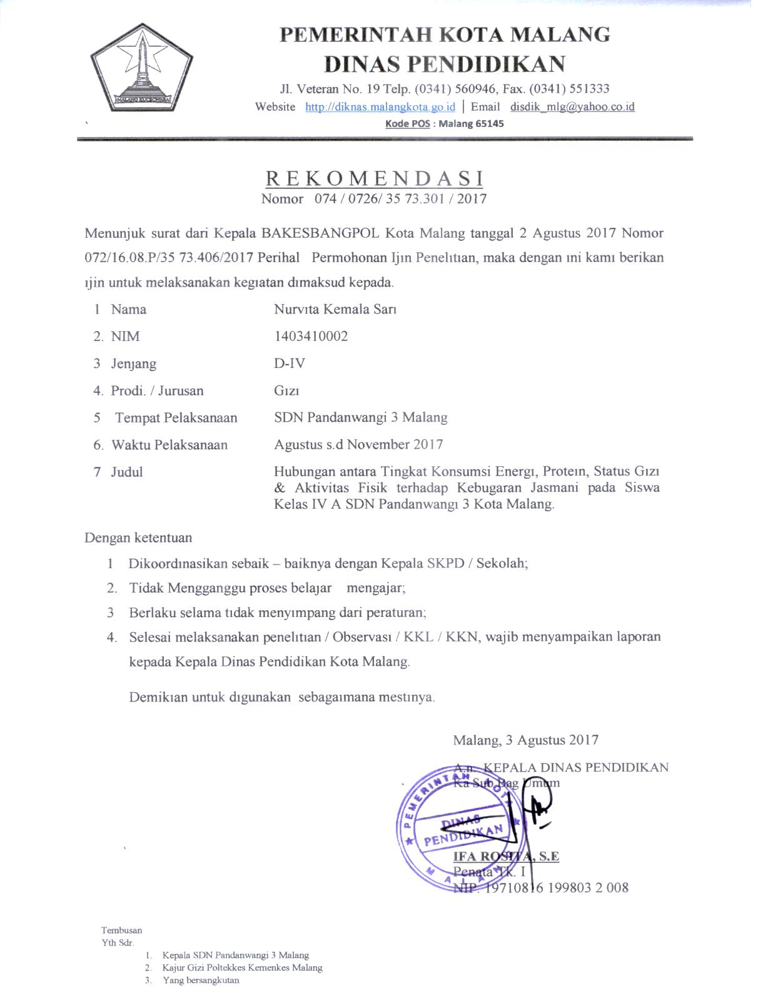 PEMERINTAH KOTA MALANG
DINAS PENDIDIKAN
Jl. Veteran No. 19 Telp. (0341) 560946, Fax. (0341) 551333
Website http://diknas.malangkota.go.id | Email disdik_mlg@yahoo.co.id
Kode POS : Malang 65145
REKOMENDASI
Nomor 074 / 0726/ 35 73.301 / 2017
Menunjuk surat dari Kepala BAKESBANGPOL Kota Malang tanggal 2 Agustus 2017 Nomor
072/16.08.P/35 73.406/2017 Perihal Permohonan Ijin Penelitian, maka dengan ini kami berikan
ijin untuk melaksanakan kegiatan dimaksud kepada.
1 Nama Nurvita Kemala Sari
2. NIM 1403410002
3 Jenjang D-IV
4. Prodi. / Jurusan Gizi
5 Tempat Pelaksanaan SDN Pandanwangi 3 Malang
6. Waktu Pelaksanaan Agustus s.d November 2017
7 Judul Hubungan antara Tingkat Konsumsi Energi, Protein, Status Gizi
& Aktivitas Fisik terhadap Kebugaran Jasmani pada Siswa
Kelas IV A SDN Pandanwangi 3 Kota Malang.
Dengan ketentuan
1 Dikoordinasikan sebaik – baiknya dengan Kepala SKPD / Sekolah;
2. Tidak Mengganggu proses belajar mengajar;
3 Berlaku selama tidak menyimpang dari peraturan;
4. Selesai melaksanakan penelitian / Observasi / KKL / KKN, wajib menyampaikan laporan
kepada Kepala Dinas Pendidikan Kota Malang.
Demikian untuk digunakan sebagaimana mestinya.
Malang, 3 Agustus 2017
A.n. KEPALA DINAS PENDIDIKAN
Ka Sub Bag Umum
PEMERINTAH KOTA
DINAS
PENDIDIKAN
MALANG
IFA ROSITA, S.E
Penata Tk. I
NIP. 19710816 199803 2 008
Tembusan
Yth Sdr.
1. Kepala SDN Pandanwangi 3 Malang
2. Kajur Gizi Poltekkes Kemenkes Malang
3. Yang bersangkutan